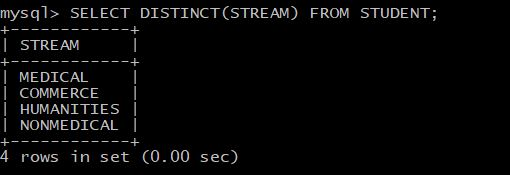 mysql> SELECT DISTINCT(STREAM) FROM STUDENT;
+------------+
| STREAM     |
+------------+
| MEDICAL    |
| COMMERCE   |
| HUMANITIES |
| NONMEDICAL |
+------------+
4 rows in set (0.00 sec)